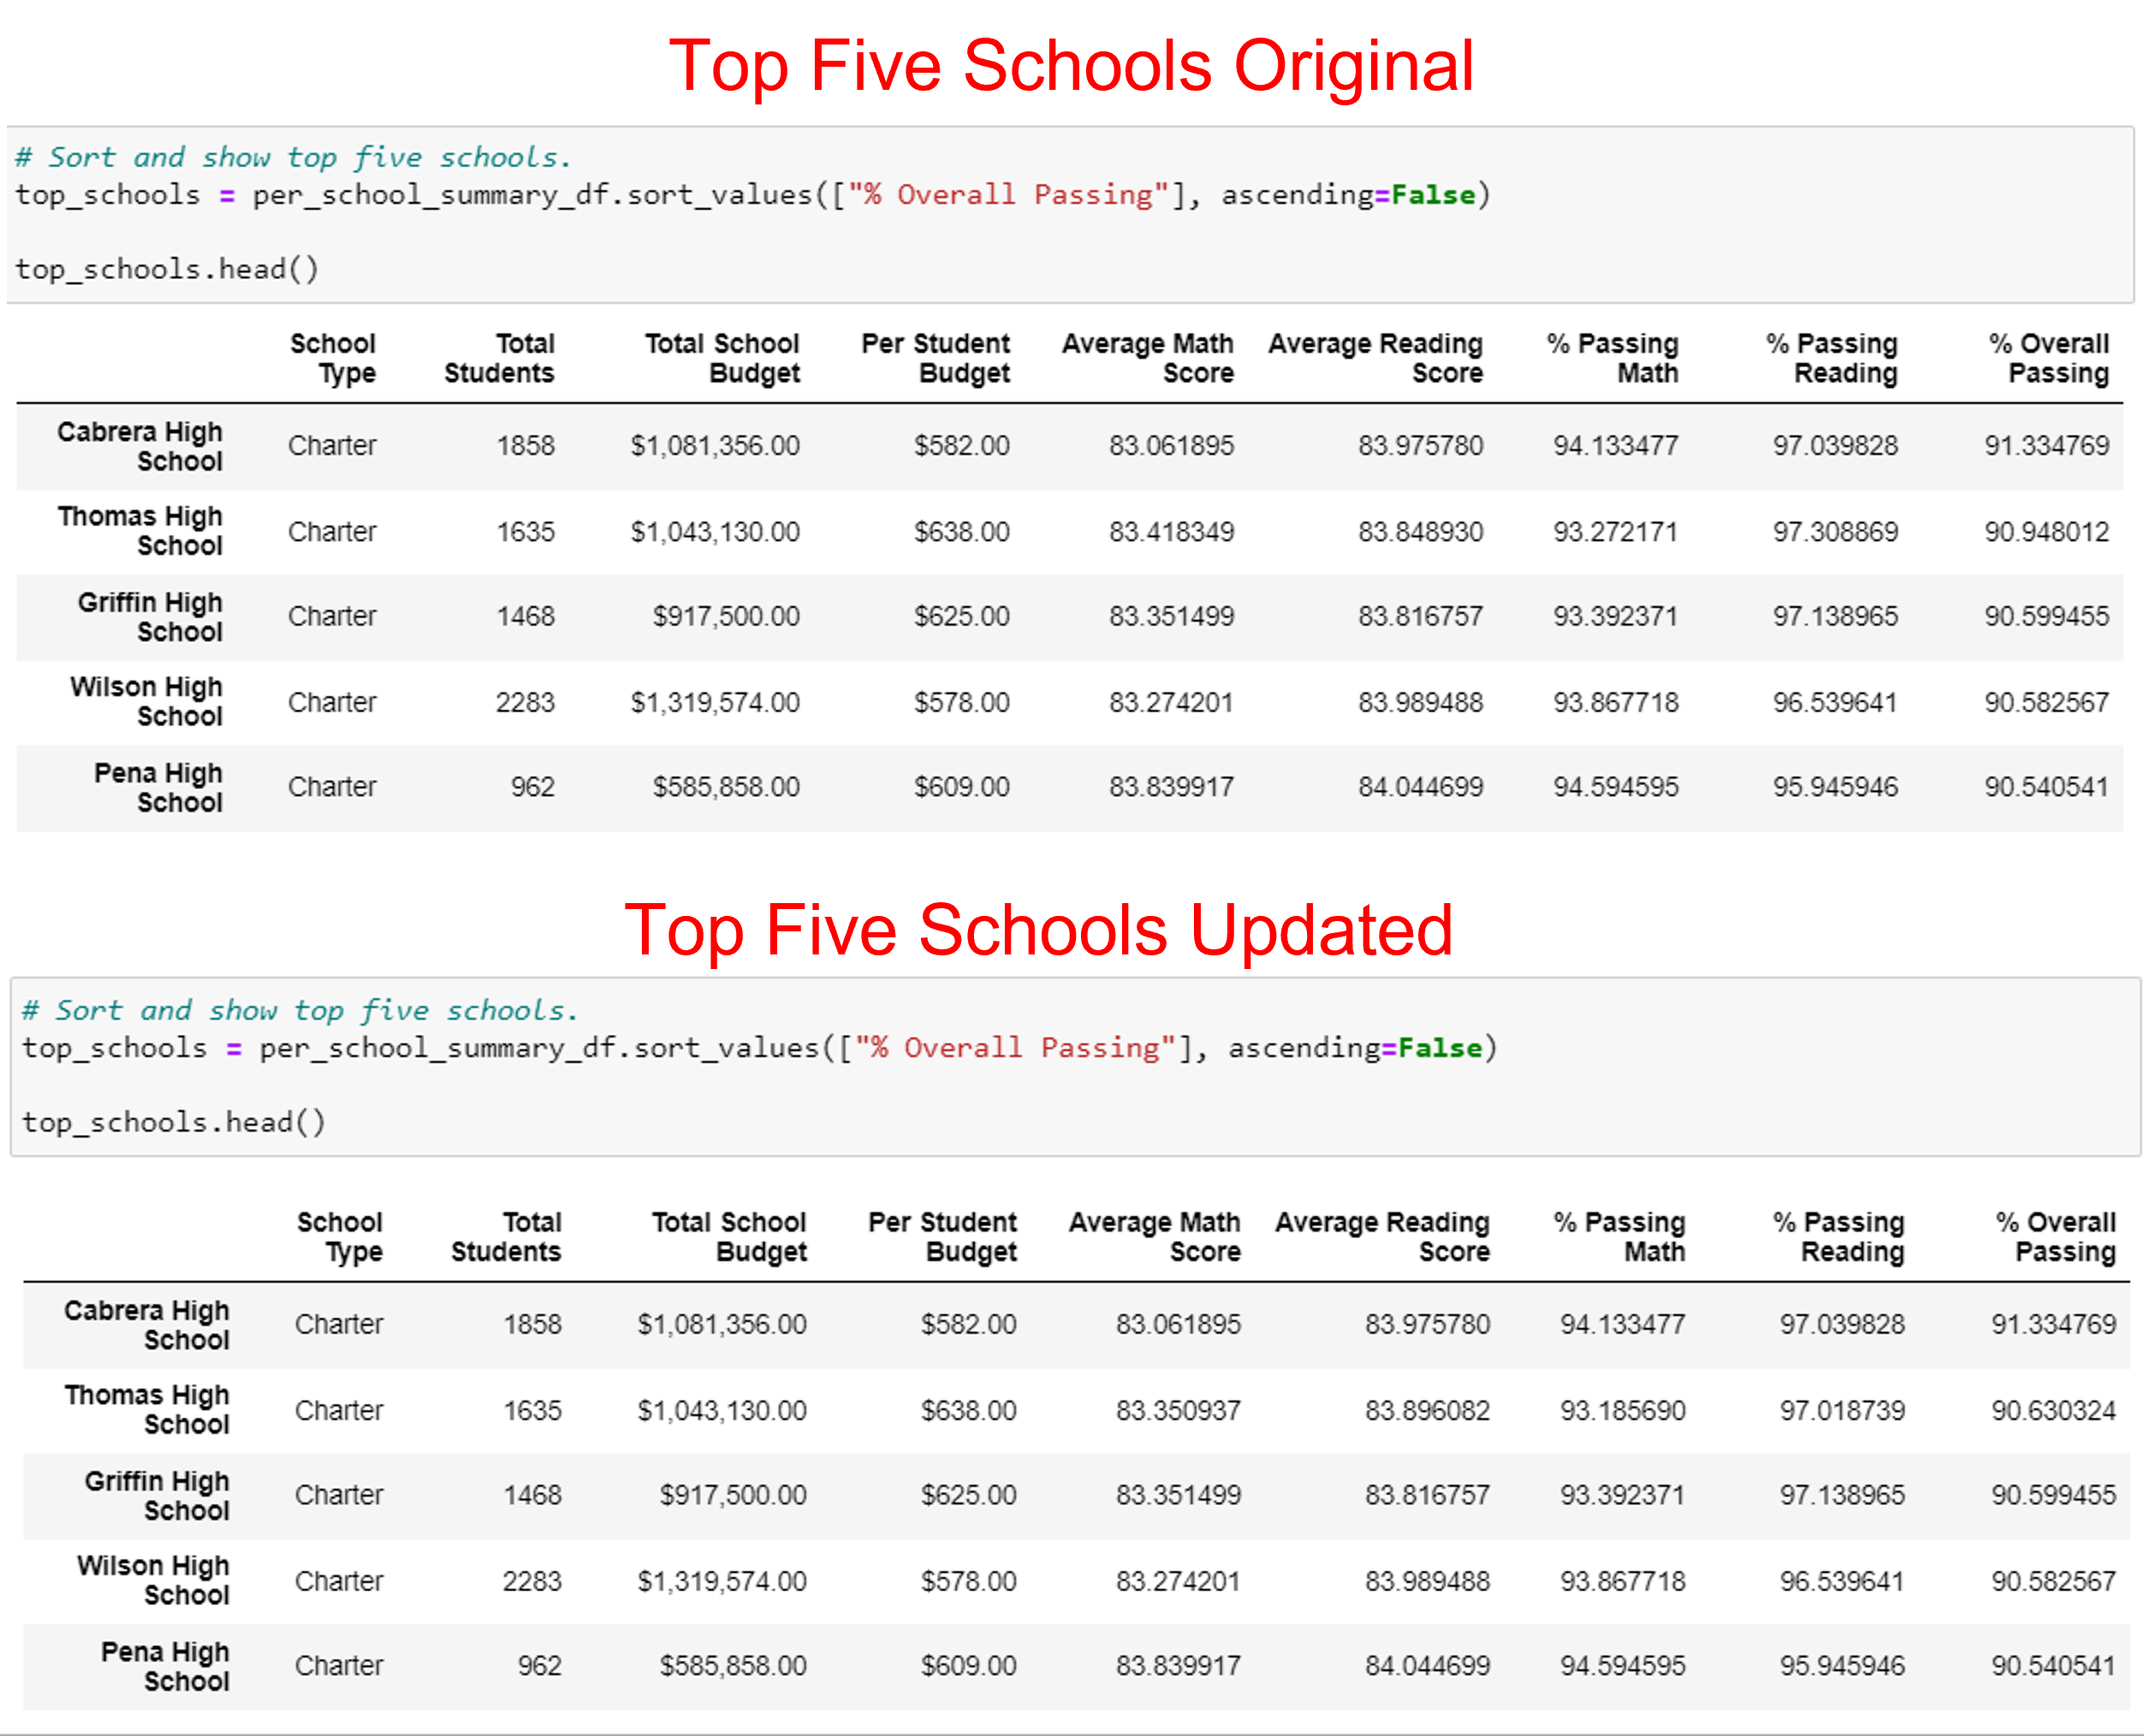 Top Five Schools Original
# Sort and show top five schools.
top_schools = per_school_summary_df.sort_values(["% Overall Passing"], ascending=False)
top_schools.head()
School Type Total Students Total School Budget Per Student Budget Average Math Score Average Reading Score % Passing Math % Passing Reading % Overall Passing
Cabrera High School Charter 1858 $1,081,356.00 $582.00 83.061895 83.975780 94.133477 97.039828 91.334769
Thomas High School Charter 1635 $1,043,130.00 $638.00 83.418349 83.848930 93.272171 97.308869 90.948012
Griffin High School Charter 1468 $917,500.00 $625.00 83.351499 83.816757 93.392371 97.138965 90.599455
Wilson High School Charter 2283 $1,319,574.00 $578.00 83.274201 83.989488 93.867718 96.539641 90.582567
Pena High School Charter 962 $585,858.00 $609.00 83.839917 84.044699 94.594595 95.945946 90.540541
Top Five Schools Updated
# Sort and show top five schools.
top_schools = per_school_summary_df.sort_values(["% Overall Passing"], ascending=False)
top_schools.head()
School Type Total Students Total School Budget Per Student Budget Average Math Score Average Reading Score % Passing Math % Passing Reading % Overall Passing
Cabrera High School Charter 1858 $1,081,356.00 $582.00 83.061895 83.975780 94.133477 97.039828 91.334769
Thomas High School Charter 1635 $1,043,130.00 $638.00 83.350937 83.896082 93.185690 97.018739 90.630324
Griffin High School Charter 1468 $917,500.00 $625.00 83.351499 83.816757 93.392371 97.138965 90.599455
Wilson High School Charter 2283 $1,319,574.00 $578.00 83.274201 83.989488 93.867718 96.539641 90.582567
Pena High School Charter 962 $585,858.00 $609.00 83.839917 84.044699 94.594595 95.945946 90.540541